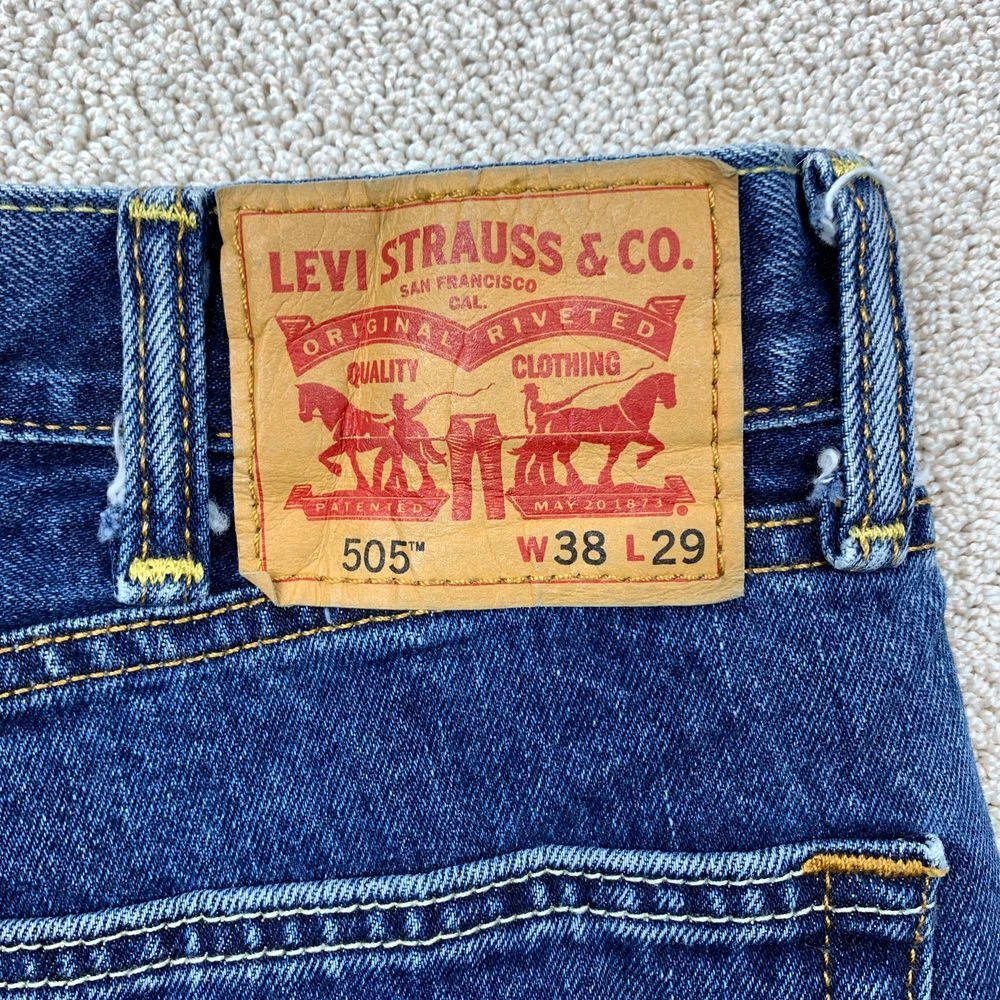 LEVI STRAUSS & CO.
SAN FRANCISCO
CAL.
ORIGINAL RIVETED
QUALITY CLOTHING
PATENTED MAY 20 1873 ®
505™ W38 L29